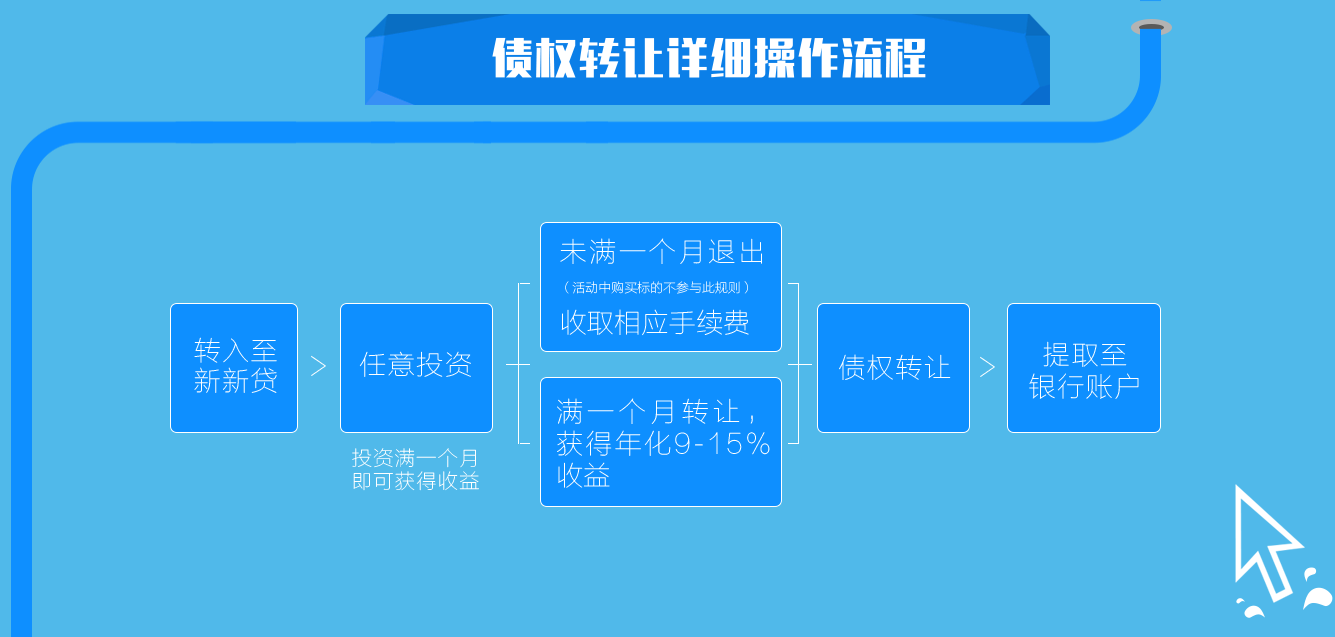 债权转让详细操作流程
转入至
新新贷
任意投资
投资满一个月
即可获得收益
未满一个月退出
（活动中购买标的不参与此规则）
收取相应手续费
满一个月转让，
获得年化9-15%
收益
债权转让
提取至
银行账户